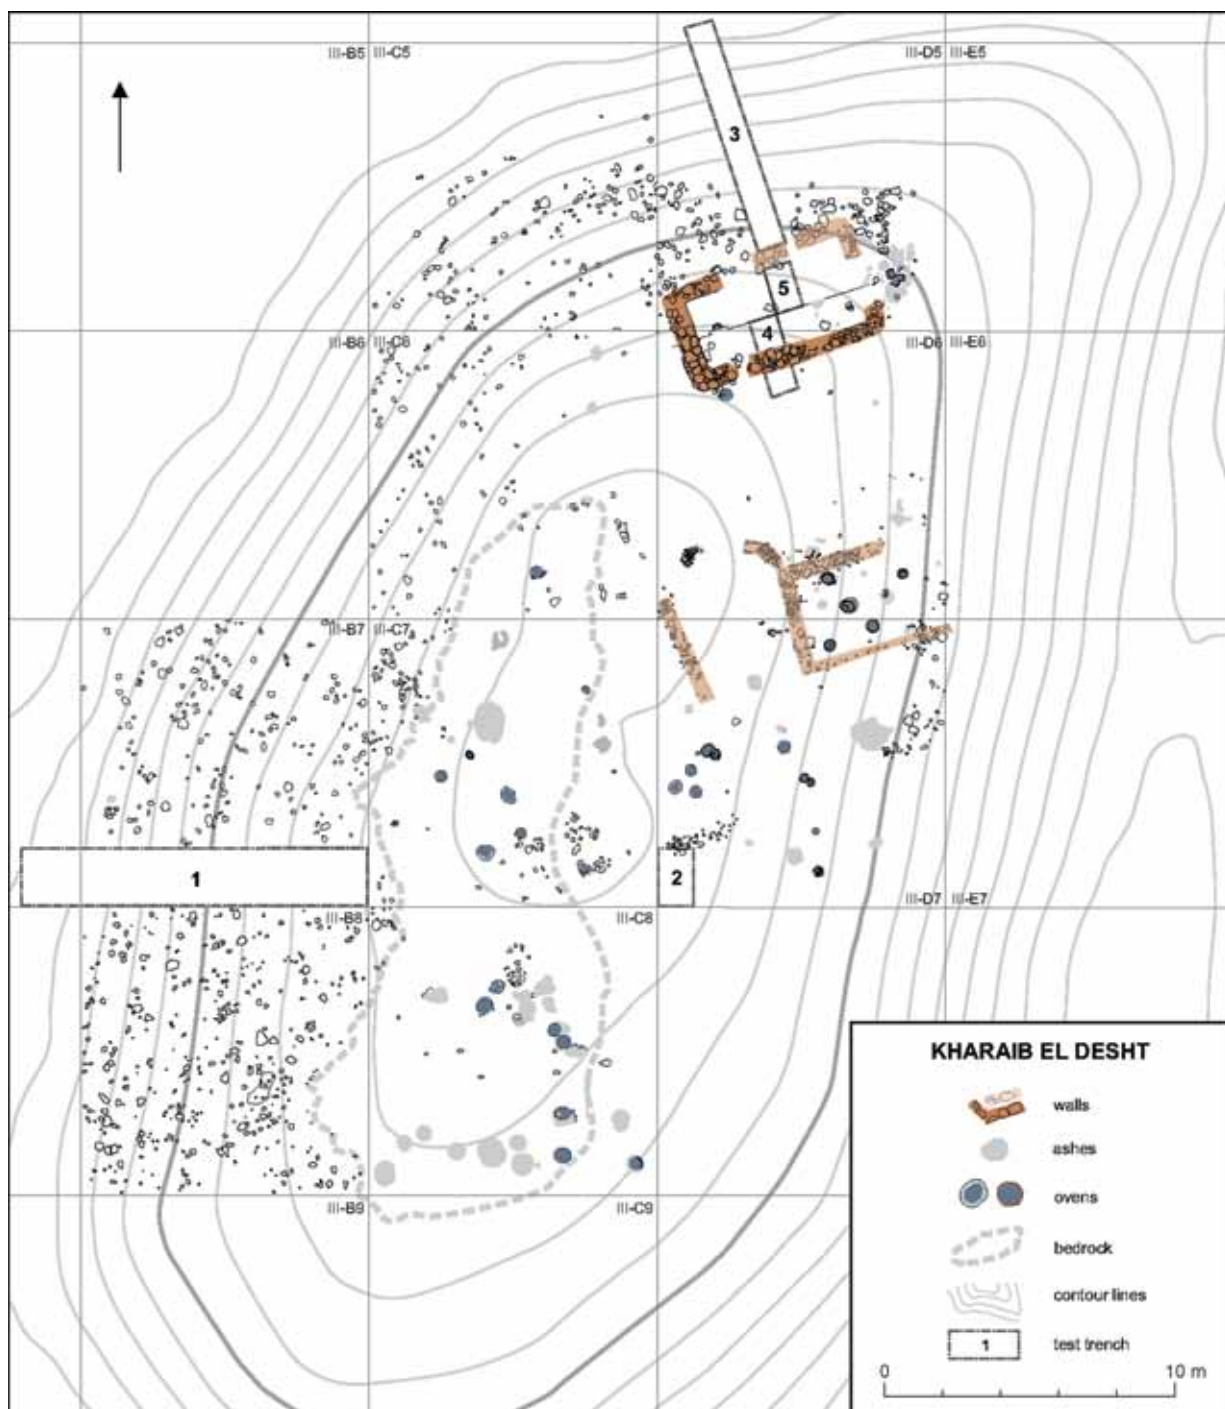 III-B5 III-C5
III-D5 III-E5
3
5
4
III-B6 III-C6
III-D6 III-E6
III-B7 III-C7
1
2
III-B8
III-C8
III-D7 III-E7
III-B9
III-C9
KHARAIB EL DESHT
walls
ashes
ovens
bedrock
contour lines
1
test trench
0
10 m